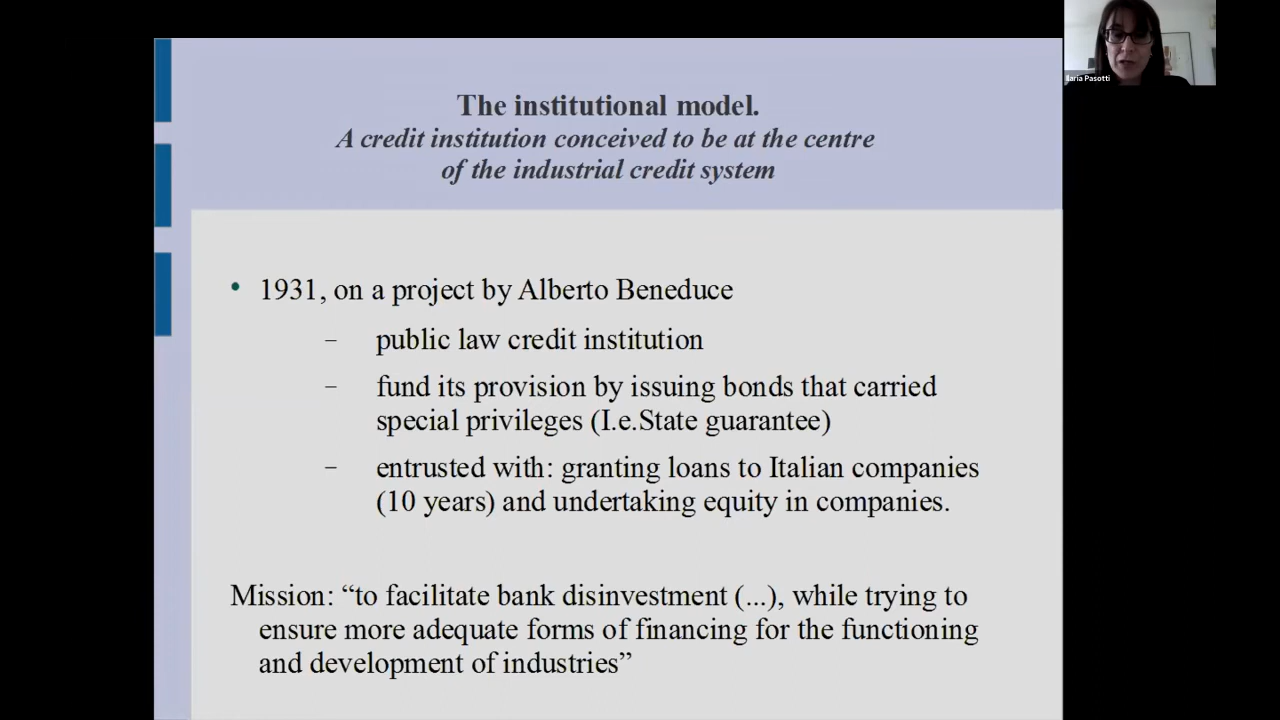 Ilaria Pasotti
The institutional model.
A credit institution conceived to be at the centre
of the industrial credit system
• 1931, on a project by Alberto Beneduce
– public law credit institution
– fund its provision by issuing bonds that carried
special privileges (I.e.State guarantee)
– entrusted with: granting loans to Italian companies
(10 years) and undertaking equity in companies.
Mission: “to facilitate bank disinvestment (...), while trying to
ensure more adequate forms of financing for the functioning
and development of industries”